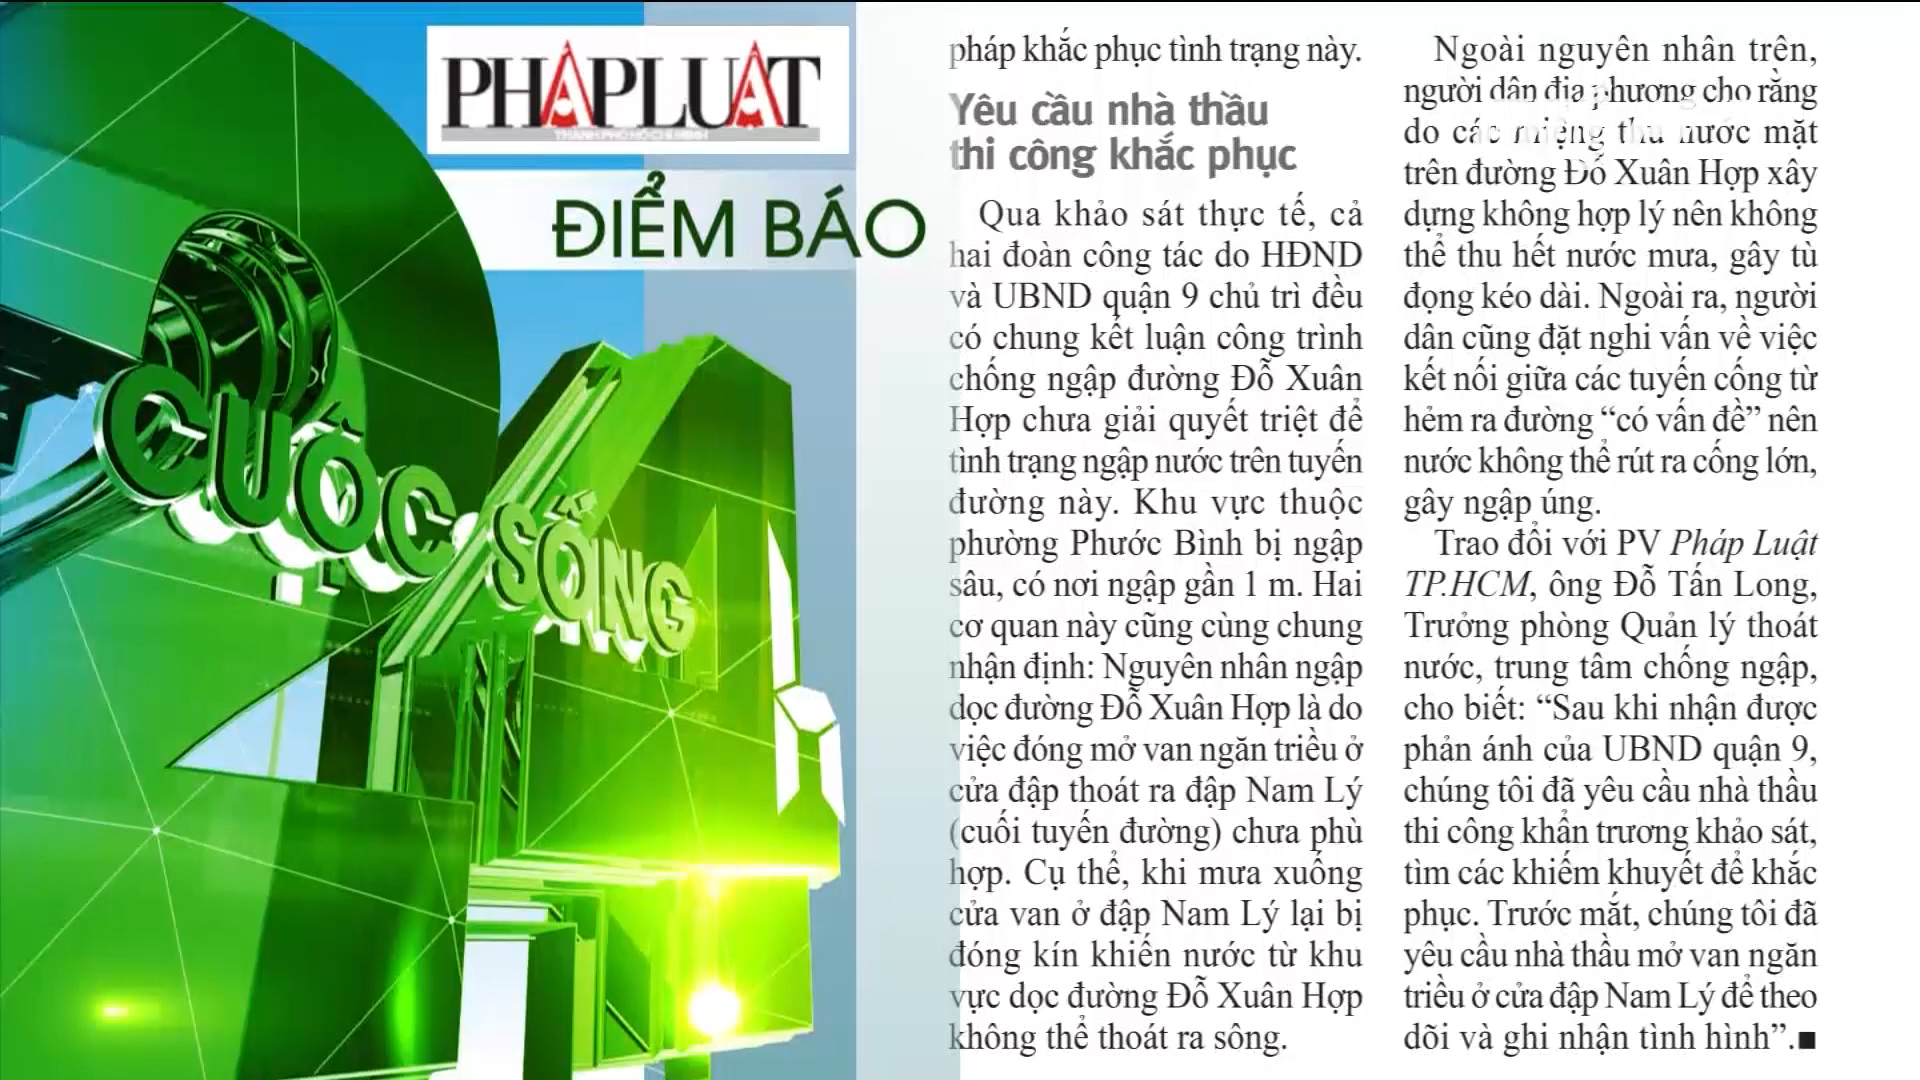 PHÁP LUẬT
THÀNH PHỐ HỒ CHÍ MINH
ĐIỂM BÁO
CUỘC SỐNG
24h
pháp khắc phục tình trạng này.
Yêu cầu nhà thầu
thi công khắc phục
Qua khảo sát thực tế, cả
hai đoàn công tác do HĐND
và UBND quận 9 chủ trì đều
có chung kết luận công trình
chống ngập đường Đỗ Xuân
Hợp chưa giải quyết triệt để
tình trạng ngập nước trên tuyến
đường này. Khu vực thuộc
phường Phước Bình bị ngập
sâu, có nơi ngập gần 1 m. Hai
cơ quan này cũng cùng chung
nhận định: Nguyên nhân ngập
dọc đường Đỗ Xuân Hợp là do
việc đóng mở van ngăn triều ở
cửa đập thoát ra đập Nam Lý
(cuối tuyến đường) chưa phù
hợp. Cụ thể, khi mưa xuống
cửa van ở đập Nam Lý lại bị
đóng kín khiến nước từ khu
vực dọc đường Đỗ Xuân Hợp
không thể thoát ra sông.
Ngoài nguyên nhân trên,
người dân địa phương cho rằng
do các miệng thu nước mặt
trên đường Đỗ Xuân Hợp xây
dựng không hợp lý nên không
thể thu hết nước mưa, gây tù
đọng kéo dài. Ngoài ra, người
dân cũng đặt nghi vấn về việc
kết nối giữa các tuyến cống từ
hẻm ra đường “có vấn đề” nên
nước không thể rút ra cống lớn,
gây ngập úng.
Trao đổi với PV Pháp Luật
TP.HCM, ông Đỗ Tấn Long,
Trưởng phòng Quản lý thoát
nước, trung tâm chống ngập,
cho biết: “Sau khi nhận được
phản ánh của UBND quận 9,
chúng tôi đã yêu cầu nhà thầu
thi công khẩn trương khảo sát,
tìm các khiếm khuyết để khắc
phục. Trước mắt, chúng tôi đã
yêu cầu nhà thầu mở van ngăn
triều ở cửa đập Nam Lý để theo
dõi và ghi nhận tình hình”.■